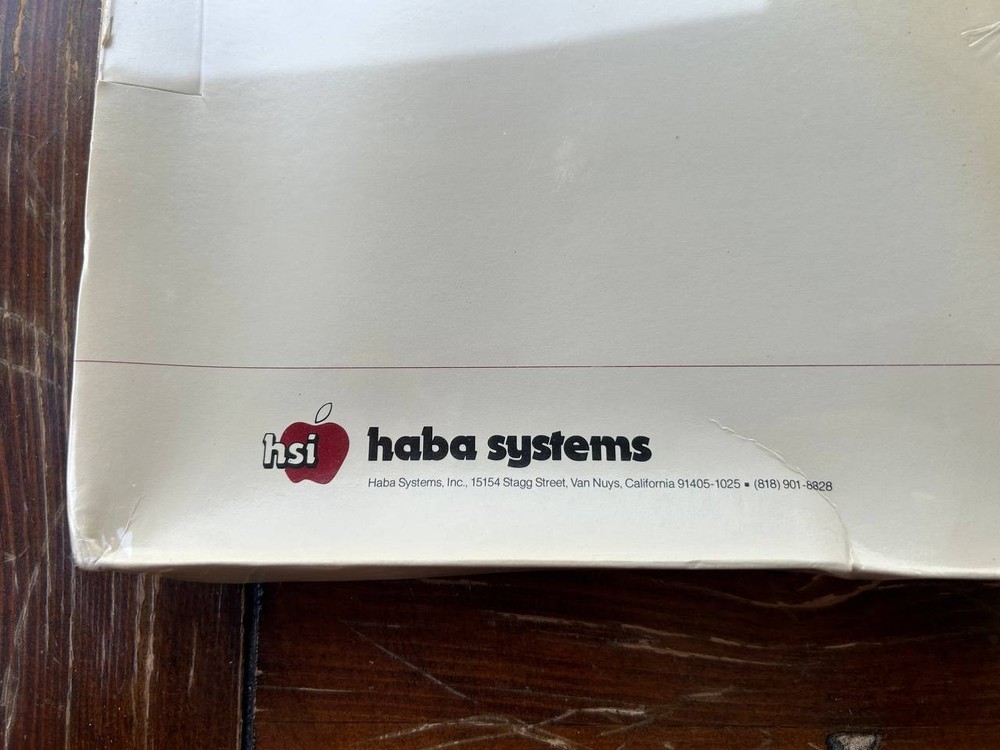 hsi
haba systems
Haba Systems, Inc., 15154 Stagg Street, Van Nuys, California 91405-1025 ▪ (818) 901-8828